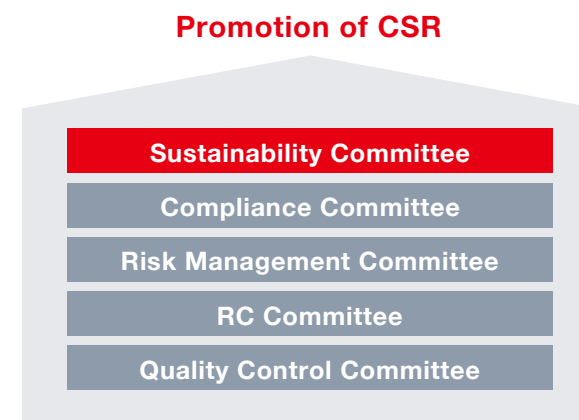 Promotion of CSR
Sustainability Committee
Compliance Committee
Risk Management Committee
RC Committee
Quality Control Committee